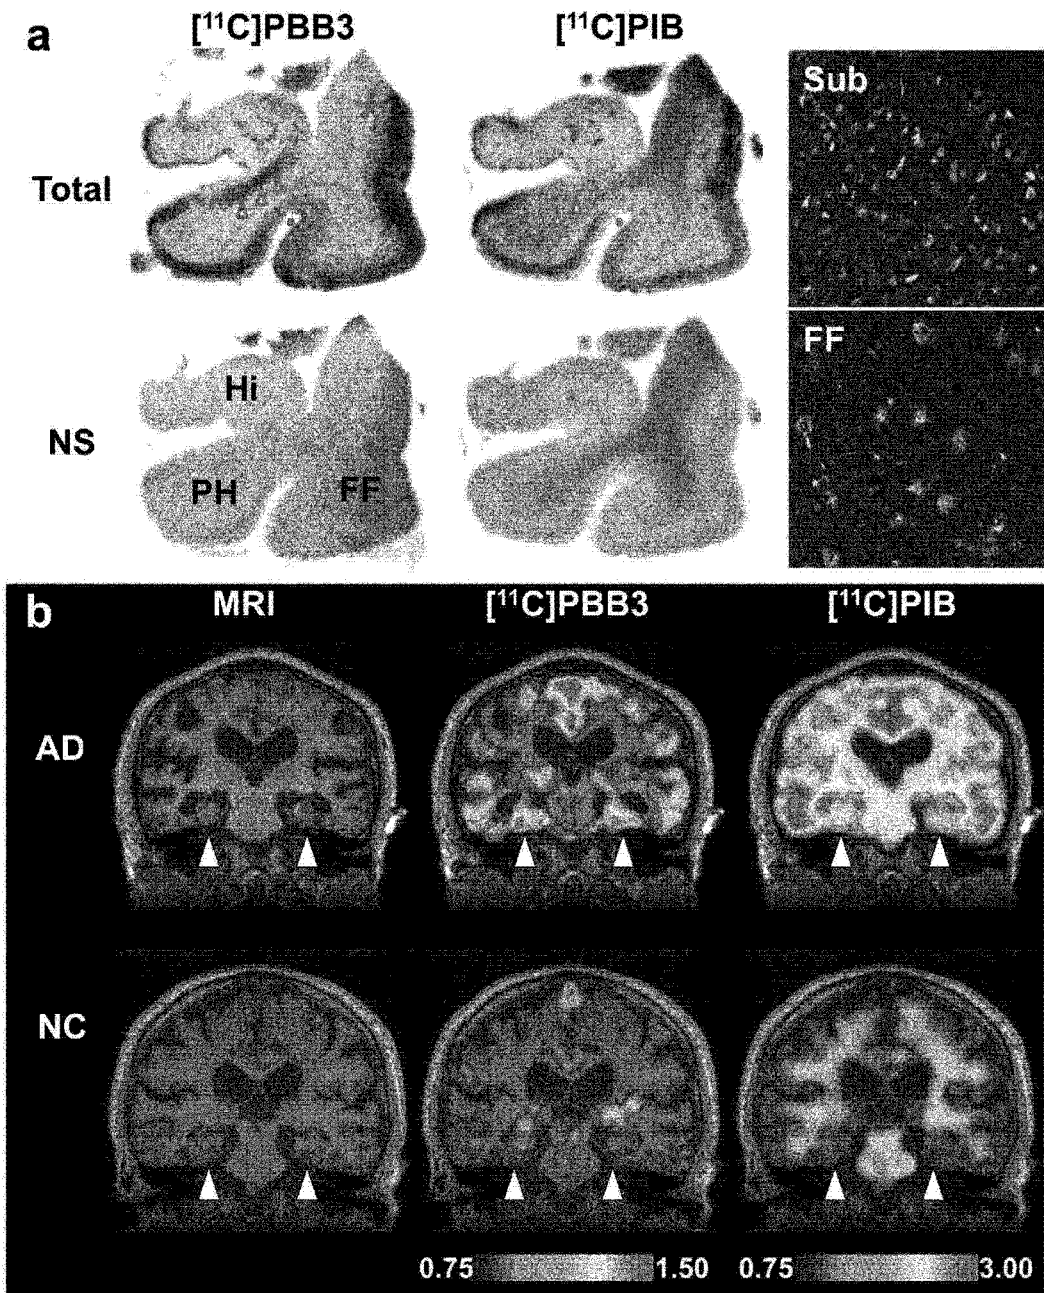 a
[¹¹C]PBB3 [¹¹C]PIB
Sub
Total
FF
Hi
NS
PH FF
b
MRI [¹¹C]PBB3 [¹¹C]PIB
AD
NC
0.75 1.50 0.75 3.00